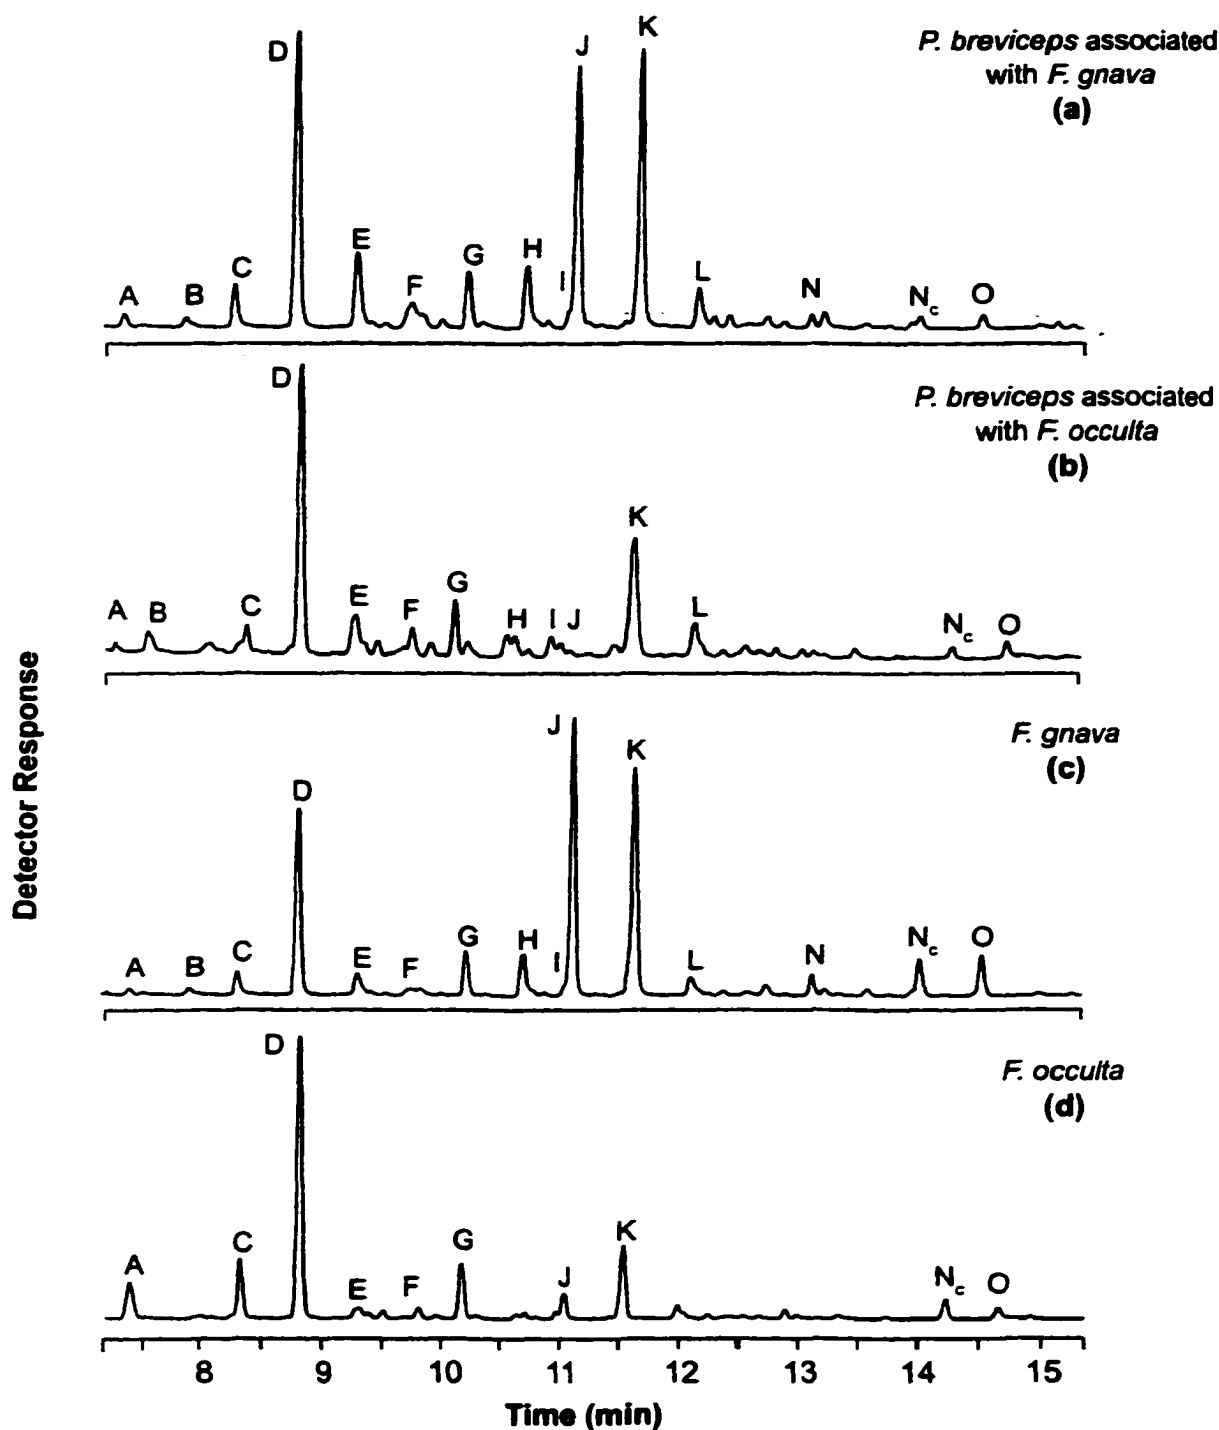 D
J
K
P. breviceps associated
with F. gnava
(a)
A B C E F G H I L N Nc O
D
P. breviceps associated
with F. occulta
(b)
K
A B C E F G H I J L Nc O
Detector Response
J
K
D
F. gnava
(c)
A B C E F G H I L N Nc O
D
F. occulta
(d)
A C E F G J K Nc O
8 9 10 11 12 13 14 15
Time (min)